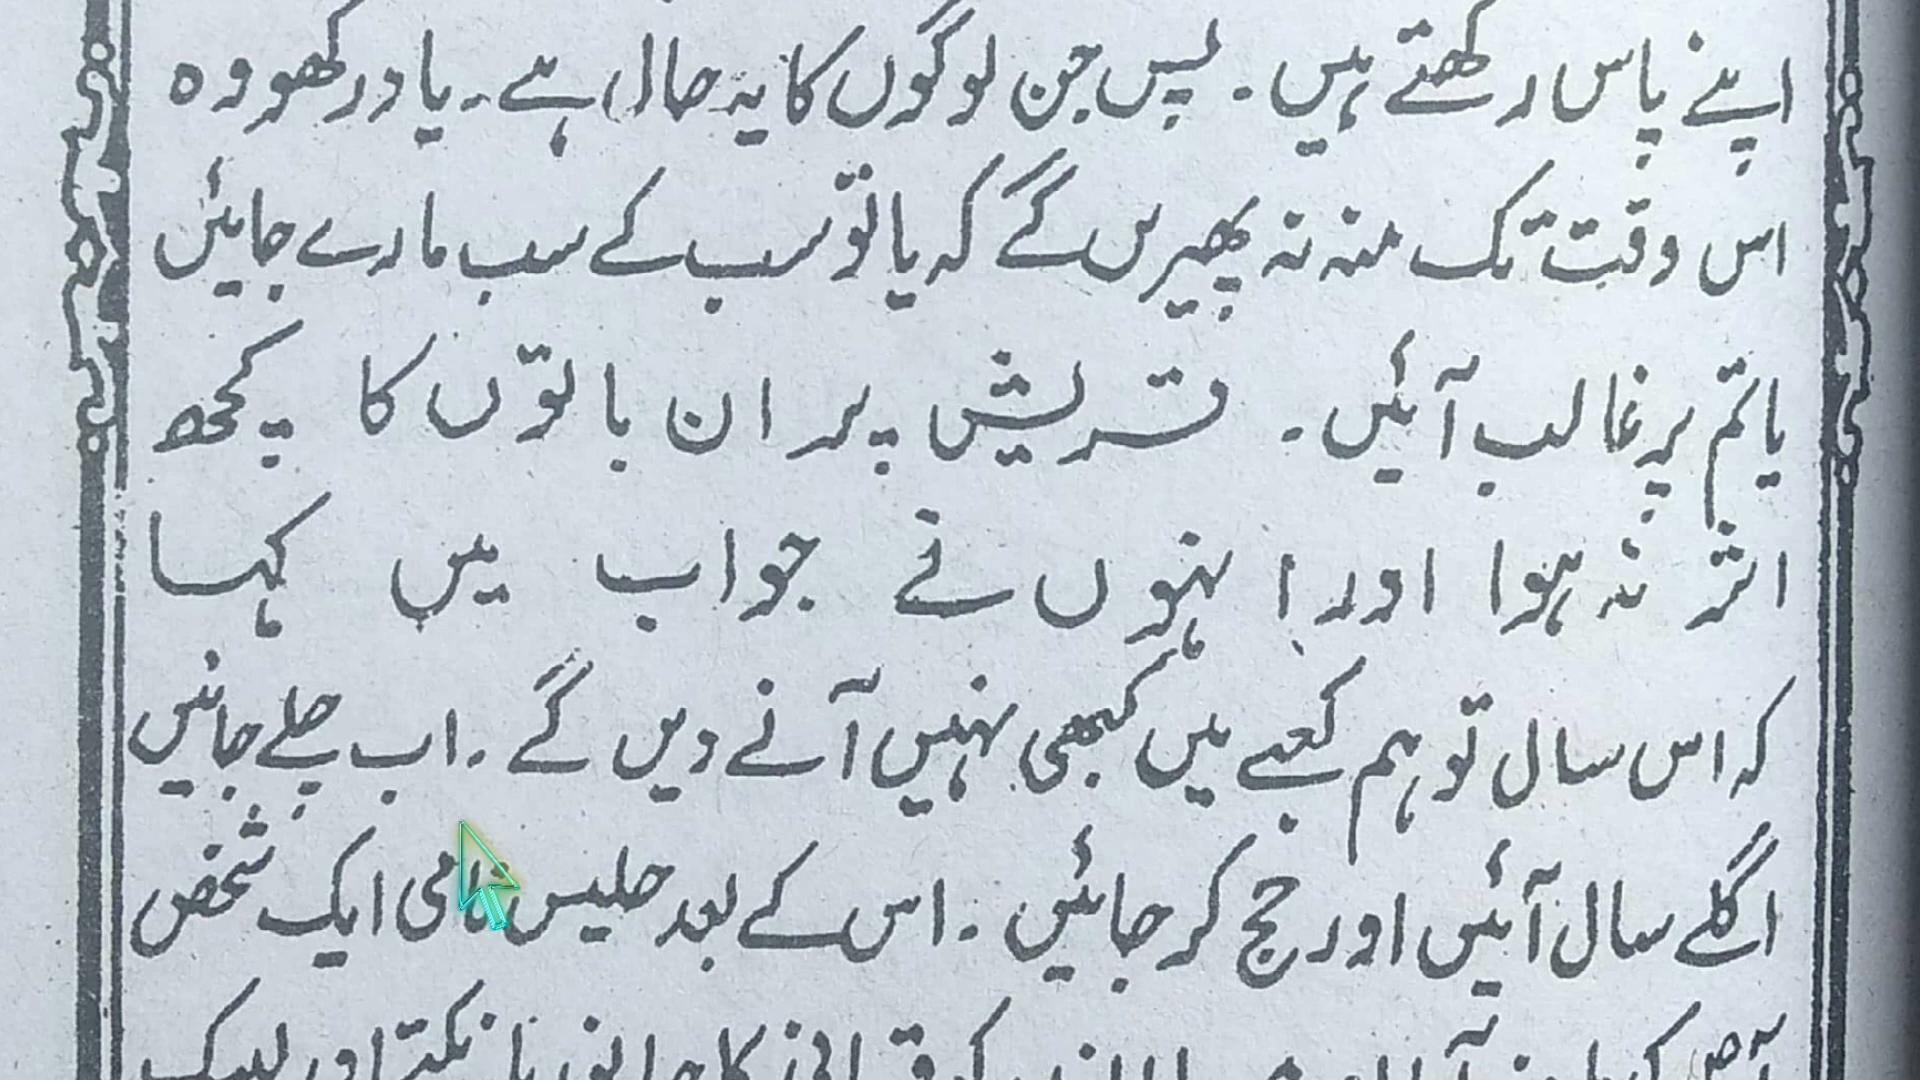 اپنے پاس رکھتے ہیں۔ پس جن لوگوں کا یہ حال ہے۔ یاد رکھو وہ
اس وقت تک منہ نہ پھیریں گے کہ یا تو سب کے سب مارے جائیں
یا تم پر غالب آئیں۔ قریش پر ان باتوں کا کچھ
اثر نہ ہوا اور انہوں نے جواب میں کہا
کہ اس سال تو ہم کعبے میں کبھی نہیں آنے دیں گے۔ اب چلے جائیں
اگلے سال آئیں اور حج کر جائیں۔ اس کے بعد حلیس نامی ایک شخص